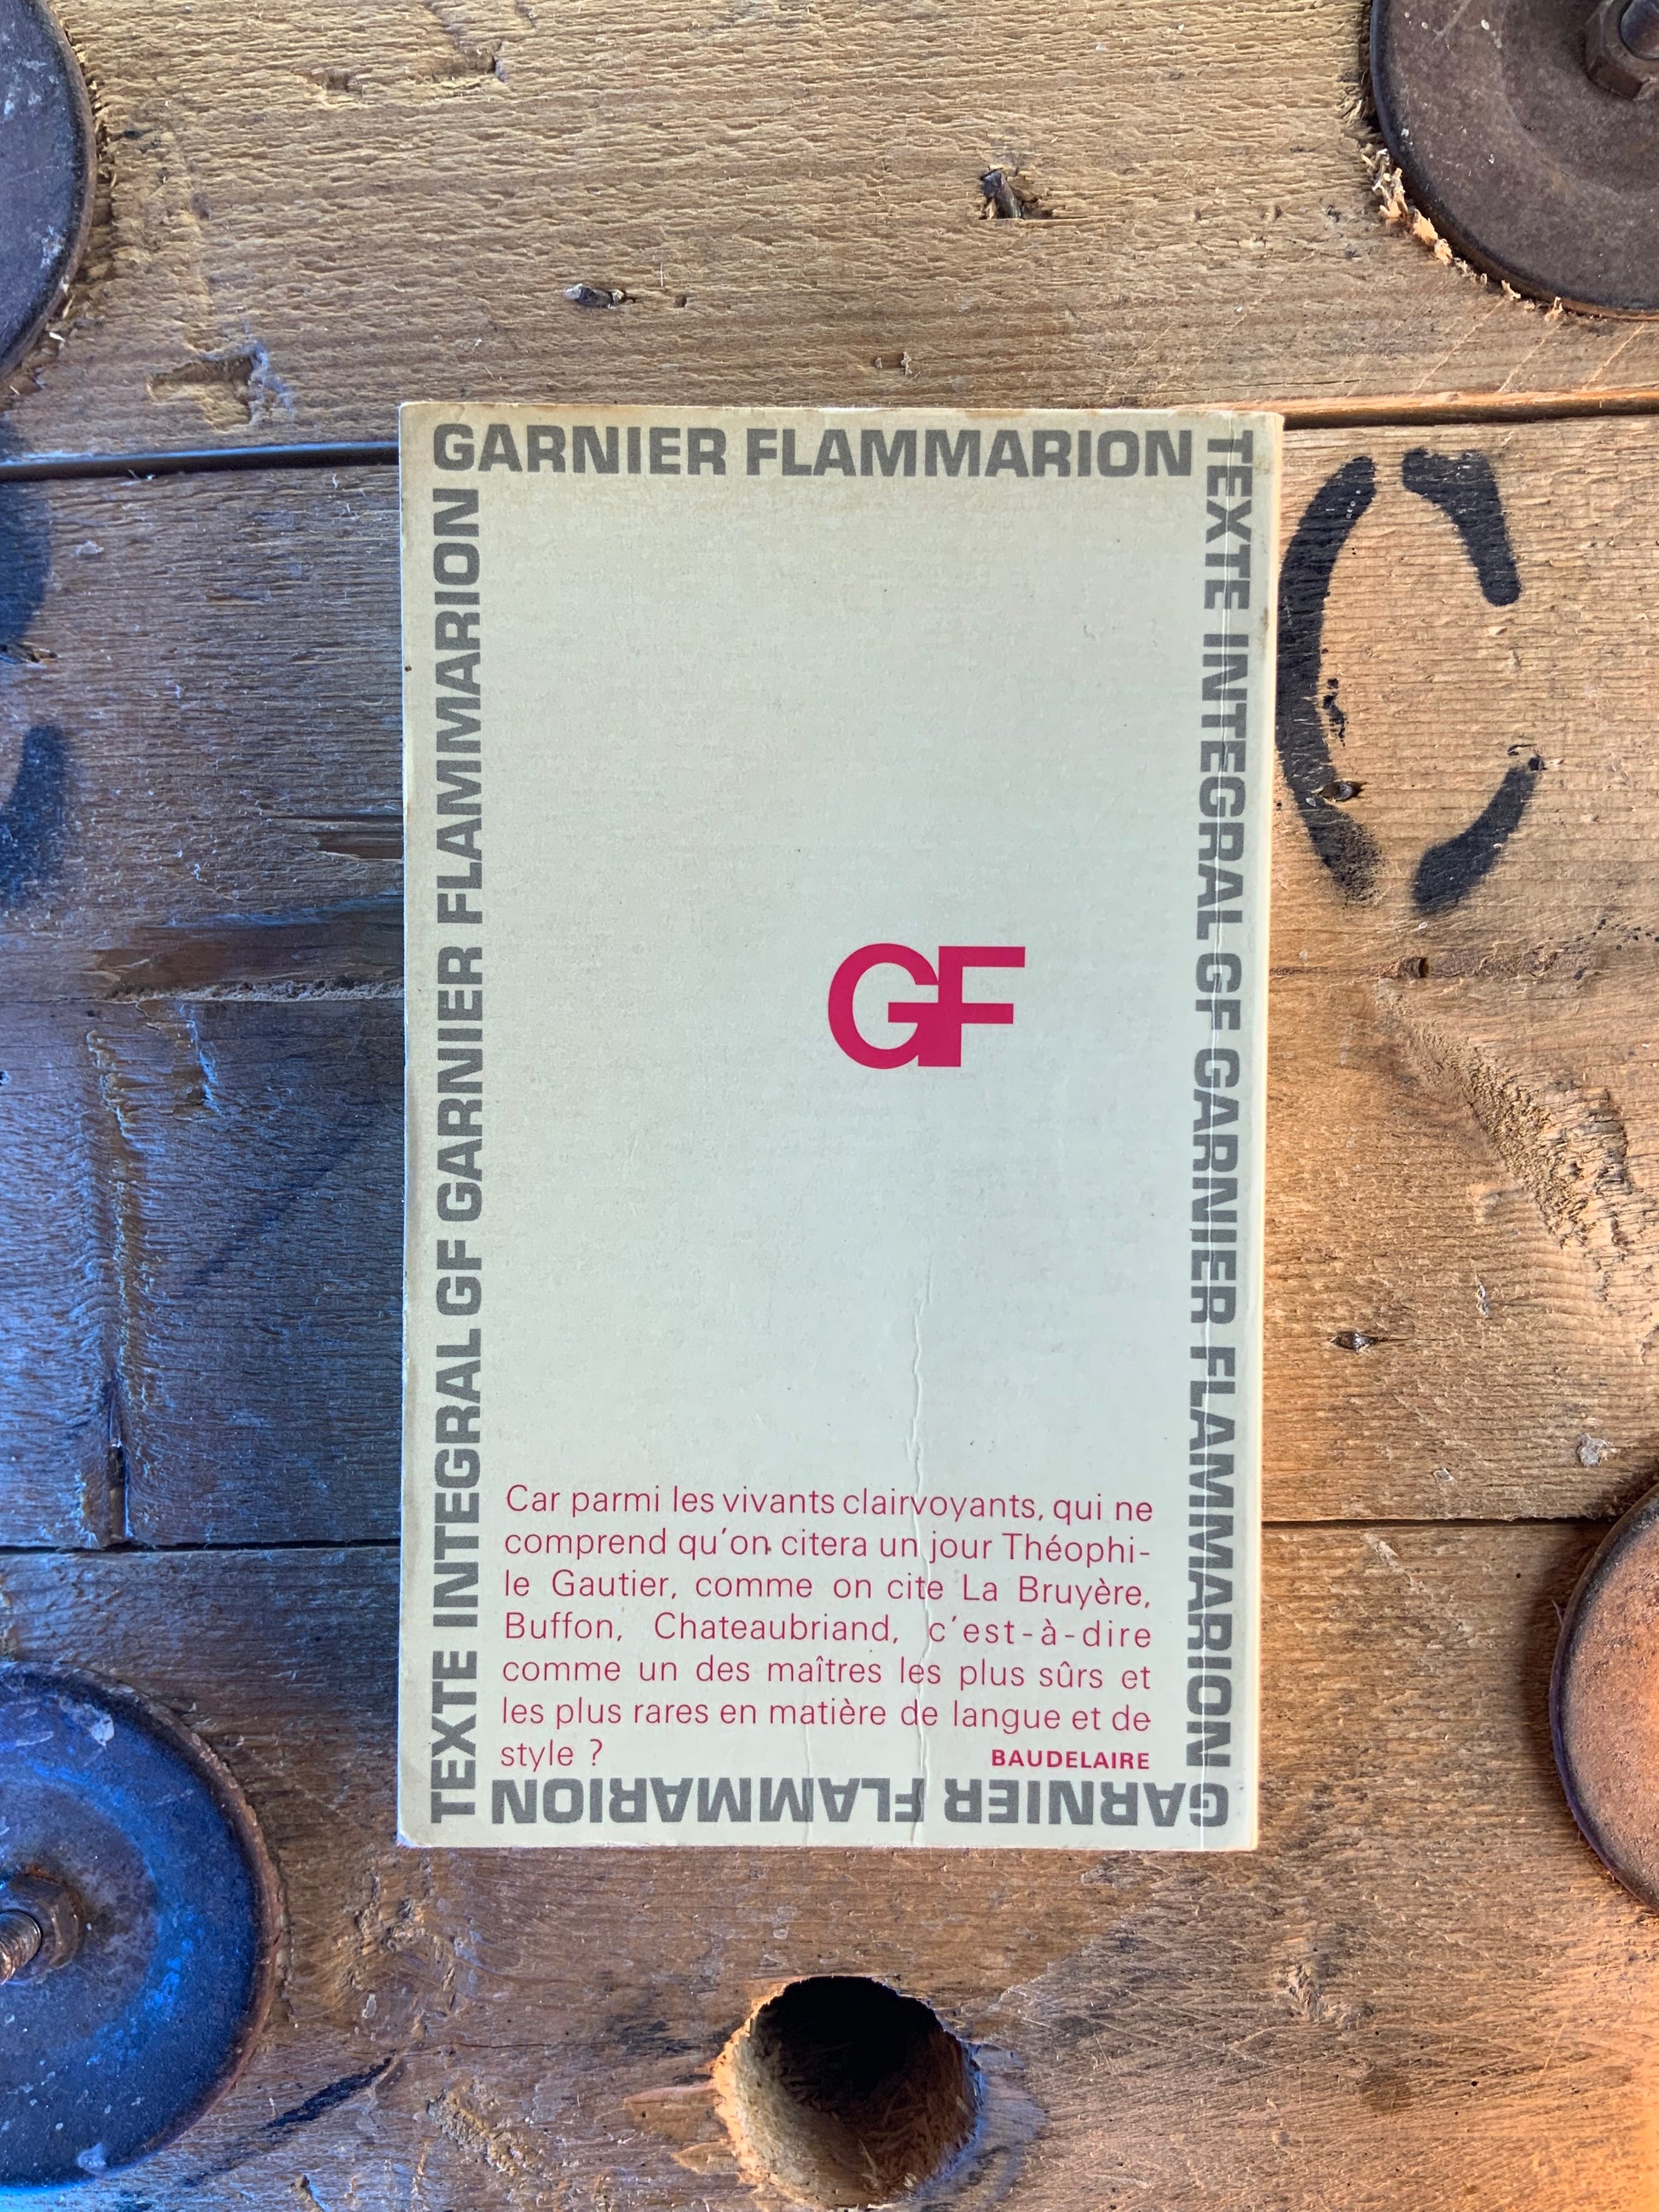 GARNIER FLAMMARION
TEXTE INTEGRAL GF GARNIER FLAMMARION
TEXTE INTEGRAL GF GARNIER FLAMMARION
GF
Car parmi les vivants clairvoyants, qui ne
comprend qu'on citera un jour Théophi-
le Gautier, comme on cite La Bruyère,
Buffon, Chateaubriand, c'est-à-dire
comme un des maîtres les plus sûrs et
les plus rares en matière de langue et de
style ?
BAUDELAIRE
GARNIER FLAMMARION
C